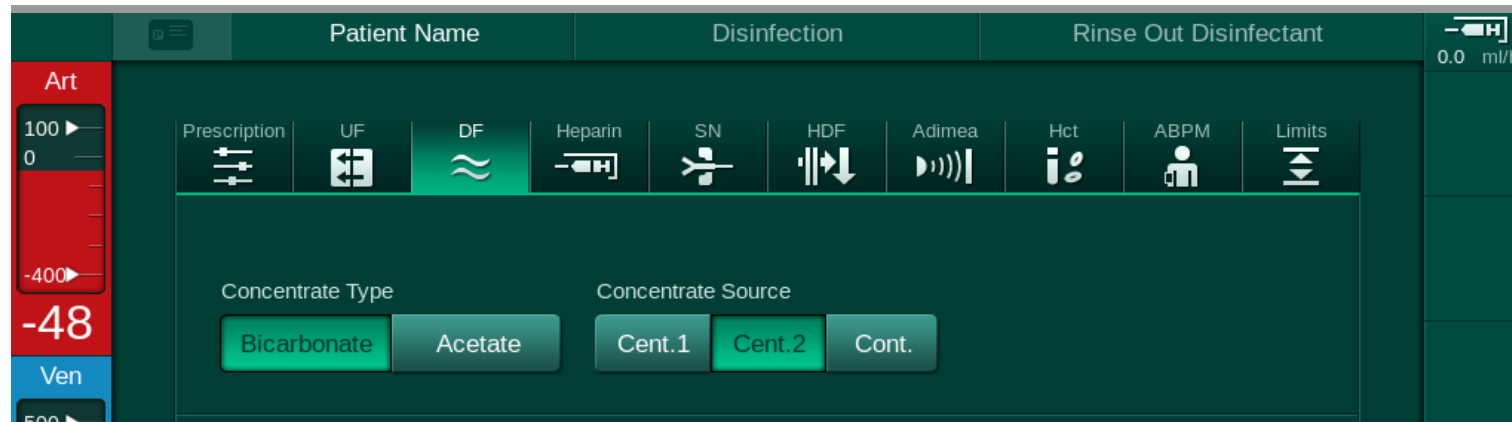 Patient Name Disinfection Rinse Out Disinfectant
0.0 ml/
Art
100
0
-400
-48
Ven
Prescription UF DF Heparin SN HDF Adimea Hct ABPM Limits
Concentrate Type Concentrate Source
Bicarbonate Acetate Cent.1 Cent.2 Cont.